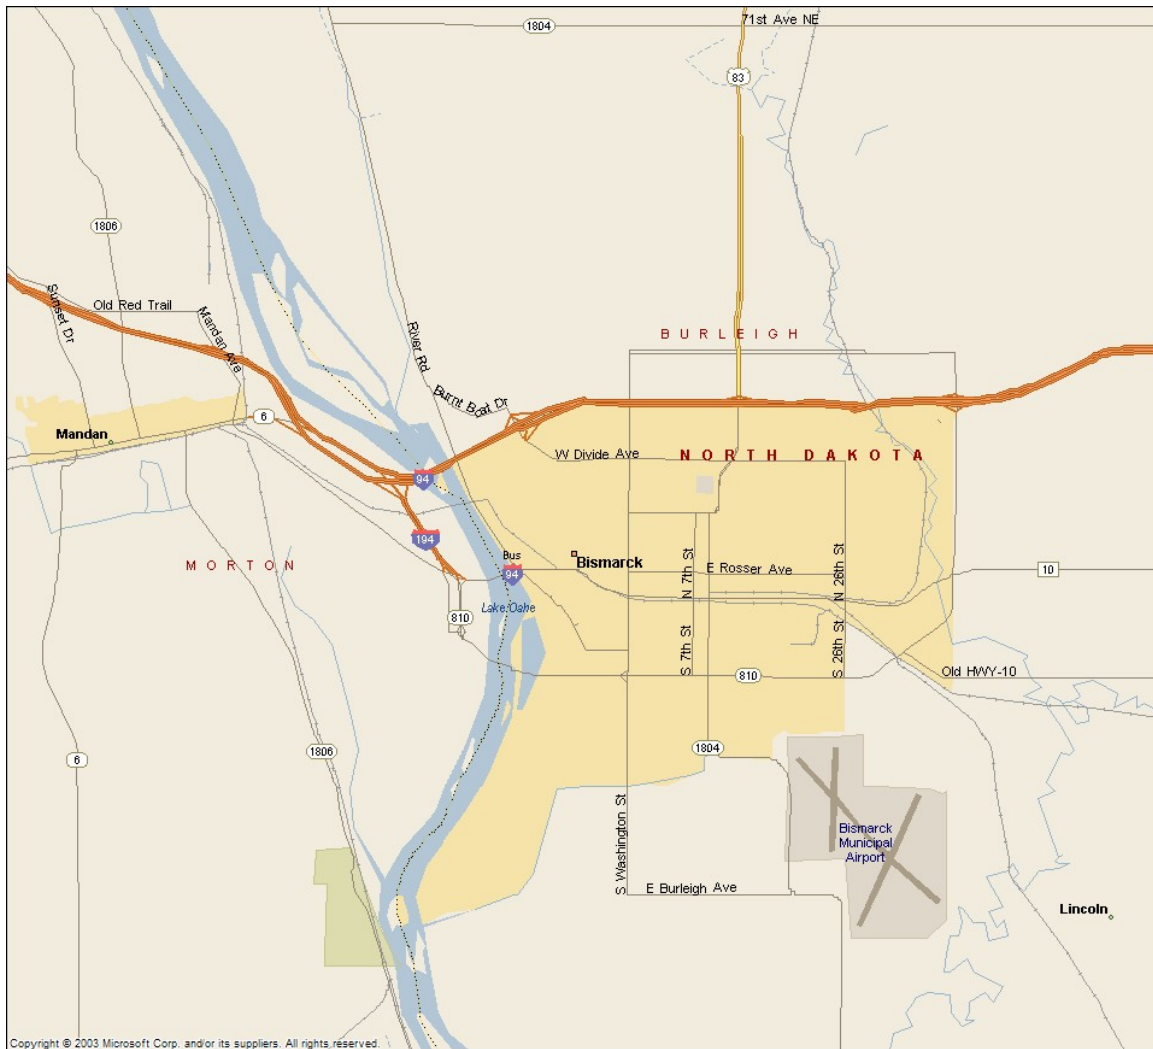 1804
71st Ave NE
83
1806
Sunset Dr
Old Red Trail
Mandan Ave
River Rd
BURLEIGH
Burnt Boat Dr
6
Mandan
W Divide Ave
NORTH DAKOTA
94
194
MORTON
Bus
94
Bismarck
N 7th St
E Rosser Ave
N 26th St
10
Lake Oahe
810
S 7th St
S 26th St
810
Old HWY-10
6
1806
1804
S Washington St
Bismarck
Municipal
Airport
E Burleigh Ave
Lincoln
Copyright © 2003 Microsoft Corp. and/or its suppliers. All rights reserved.